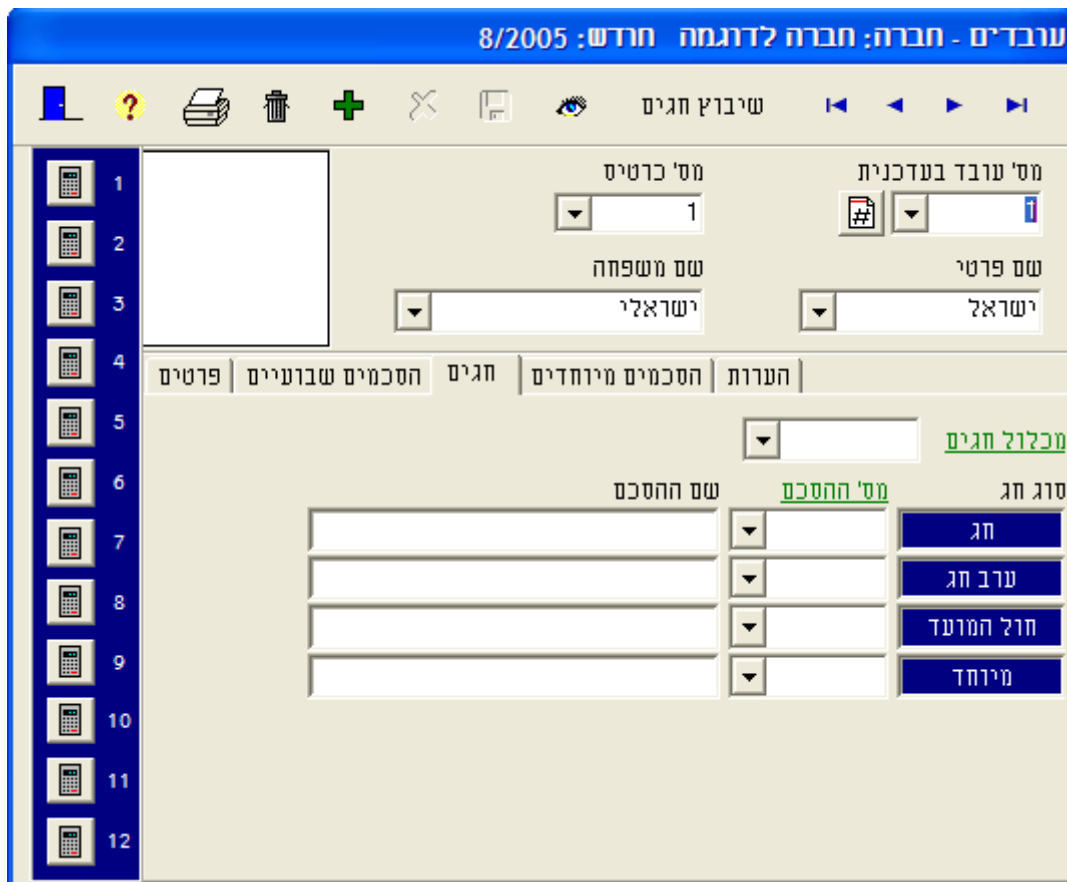 עובדים - חברה: חברה לדוגמה חודש: 8/2005
שיבוץ חגים
מס' עובד בעדכנית
מס' כרטיס
1
1
שם פרטי
שם משפחה
ישראל
ישראלי
הערות הסכמים מיוחדים חגים הסכמים שבועיים פרטים
מכלול חגים
סוג חג מס' ההסכם שם ההסכם
חג
ערב חג
חול המועד
מיוחד
1
2
3
4
5
6
7
8
9
10
11
12